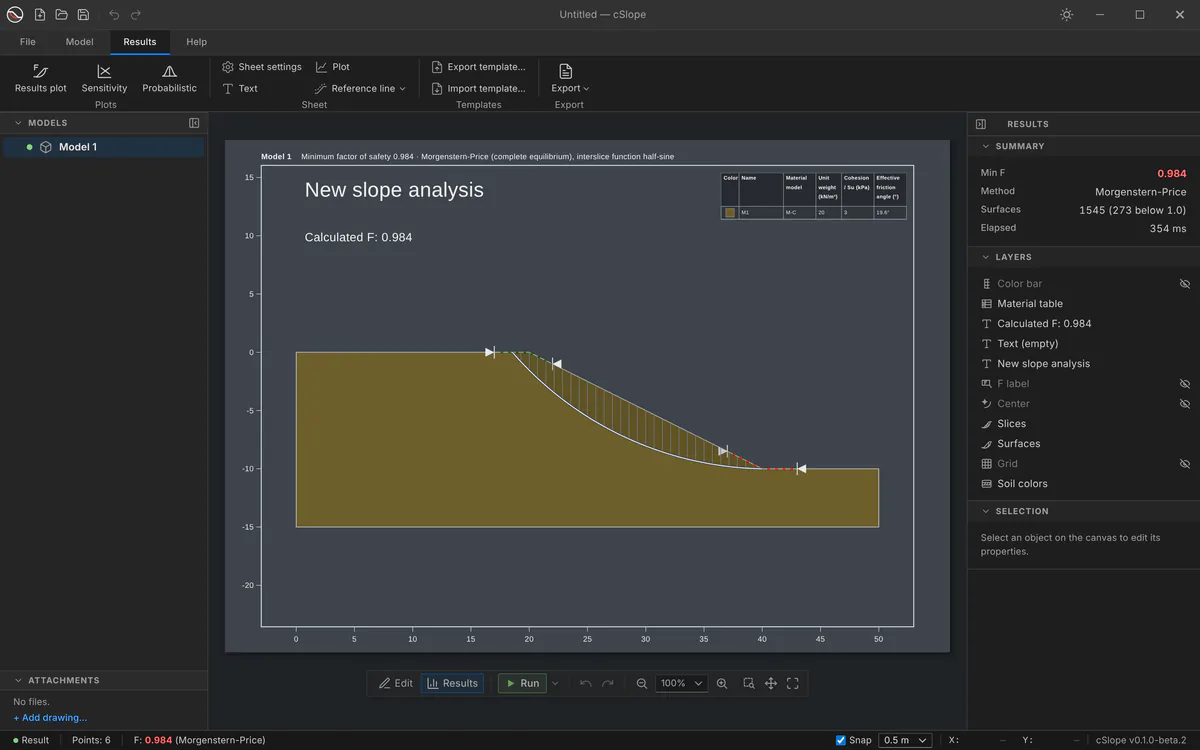 Untitled — cSlope
File Model Results Help
Results plot Sensitivity Probabilistic
Plots
Sheet settings Plot
Text Reference line
Sheet
Export template...
Import template...
Templates
Export
Export
MODELS
Model 1
Model 1 Minimum factor of safety 0.984 · Morgenstern-Price (complete equilibrium), interslice function half-sine
New slope analysis
Calculated F: 0.984
Color Name Material model Unit weight (kN/m³) Cohesion / Su (kPa) Effective friction angle (°)
M1 M-C 20 3 19.6°
15
10
5
0
-5
-10
-15
-20
0 5 10 15 20 25 30 35 40 45 50
RESULTS
SUMMARY
Min F 0.984
Method Morgenstern-Price
Surfaces 1545 (273 below 1.0)
Elapsed 354 ms
LAYERS
Color bar
Material table
Calculated F: 0.984
Text (empty)
New slope analysis
F label
Center
Slices
Surfaces
Grid
Soil colors
SELECTION
Select an object on the canvas to edit its
properties.
ATTACHMENTS
No files.
+ Add drawing...
Edit Results Run 100%
Result Points: 6 F: 0.984 (Morgenstern-Price)
Snap 0.5 m X: – Y: – cSlope v0.1.0-beta.2